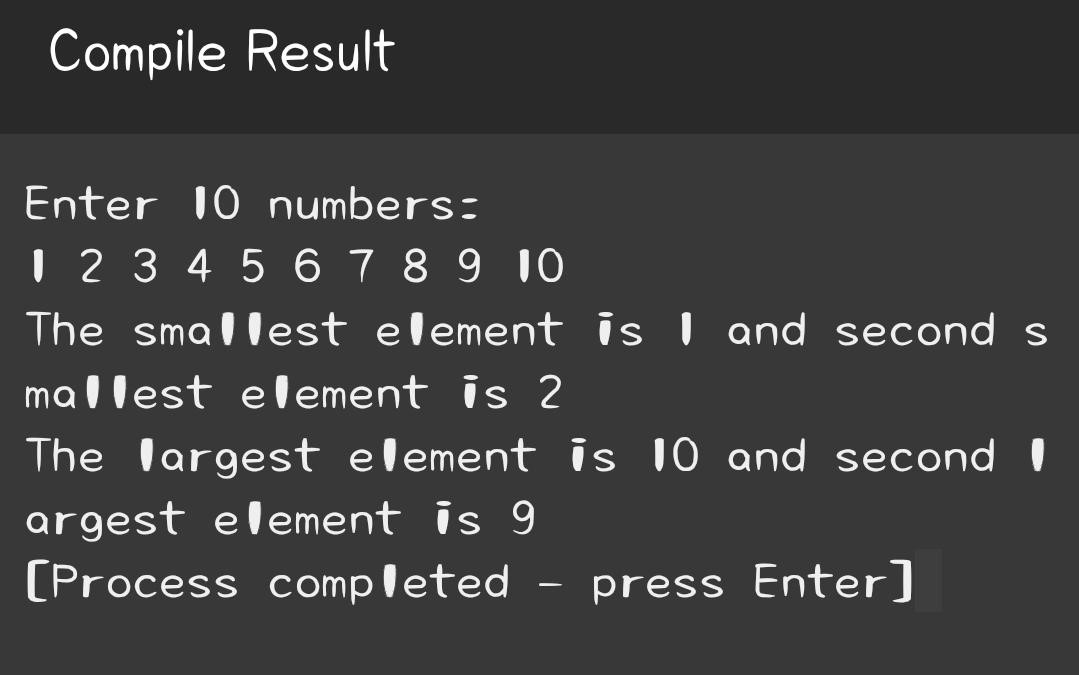 Compile Result
Enter 10 numbers:
1 2 3 4 5 6 7 8 9 10
The smallest element is 1 and second s
mallest element is 2
The largest element is 10 and second l
argest element is 9
[Process completed - press Enter]